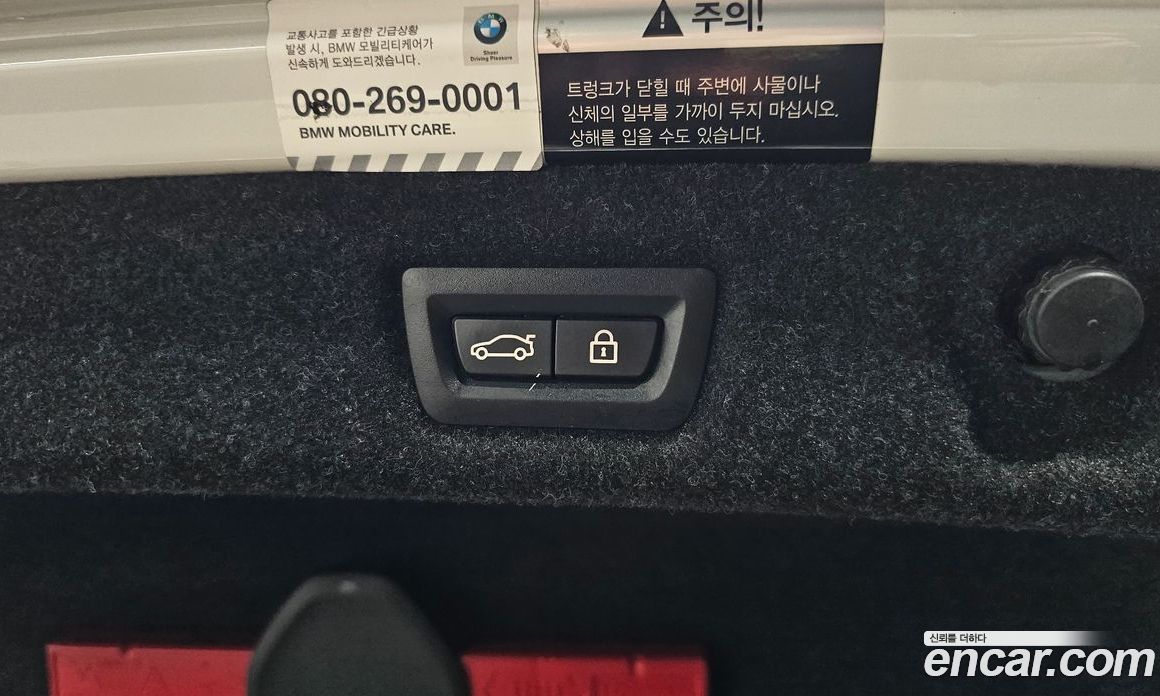 교통사고를 포함한 긴급상황
발생 시, BMW 모빌리티케어가
신속하게 도와드리겠습니다.
BMW
Sheer
Driving Pleasure
080-269-0001
BMW MOBILITY CARE.
주의!
트렁크가 닫힐 때 주변에 사물이나
신체의 일부를 가까이 두지 마십시오.
상해를 입을 수도 있습니다.
신뢰를 더하다
encar.com